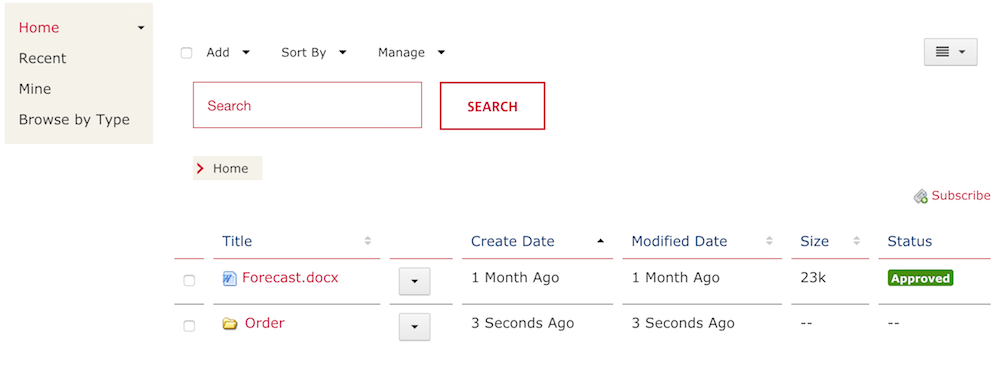 Home
Recent
Mine
Browse by Type
Add Sort By Manage
Search SEARCH
Home
Subscribe
Title Create Date Modified Date Size Status
Forecast.docx 1 Month Ago 1 Month Ago 23k Approved
Order 3 Seconds Ago 3 Seconds Ago -- --